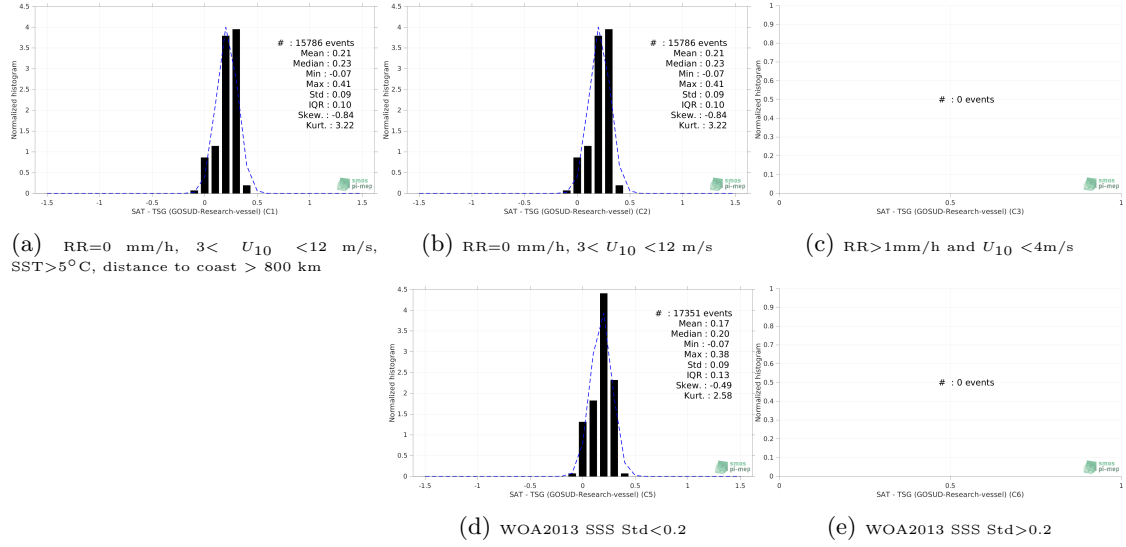 4.5
4
3.5
3
2.5
2
1.5
1
0.5
0
Normalized histogram
# : 15786 events
Mean : 0.21
Median : 0.23
Min : -0.07
Max : 0.41
Std : 0.09
IQR : 0.10
Skew. : -0.84
Kurt. : 3.22
smos
pi-mep
-1.5 -1 -0.5 0 0.5 1 1.5
SAT - TSG (GOSUD-Research-vessel) (C1)
(a) RR=0 mm/h, 3< U10 <12 m/s,
SST>5°C, distance to coast > 800 km
4.5
4
3.5
3
2.5
2
1.5
1
0.5
0
Normalized histogram
# : 15786 events
Mean : 0.21
Median : 0.23
Min : -0.07
Max : 0.41
Std : 0.09
IQR : 0.10
Skew. : -0.84
Kurt. : 3.22
smos
pi-mep
-1.5 -1 -0.5 0 0.5 1 1.5
SAT - TSG (GOSUD-Research-vessel) (C2)
(b) RR=0 mm/h, 3< U10 <12 m/s
1
0.9
0.8
0.7
0.6
0.5
0.4
0.3
0.2
0.1
0
Normalized histogram
# : 0 events
smos
pi-mep
0 0.5 1
SAT - TSG (GOSUD-Research-vessel) (C3)
(c) RR>1mm/h and U10 <4m/s
4.5
4
3.5
3
2.5
2
1.5
1
0.5
0
Normalized histogram
# : 17351 events
Mean : 0.17
Median : 0.20
Min : -0.07
Max : 0.38
Std : 0.09
IQR : 0.13
Skew. : -0.49
Kurt. : 2.58
smos
pi-mep
-1.5 -1 -0.5 0 0.5 1 1.5
SAT - TSG (GOSUD-Research-vessel) (C5)
(d) WOA2013 SSS Std<0.2
1
0.9
0.8
0.7
0.6
0.5
0.4
0.3
0.2
0.1
0
Normalized histogram
# : 0 events
smos
pi-mep
0 0.5 1
SAT - TSG (GOSUD-Research-vessel) (C6)
(e) WOA2013 SSS Std>0.2